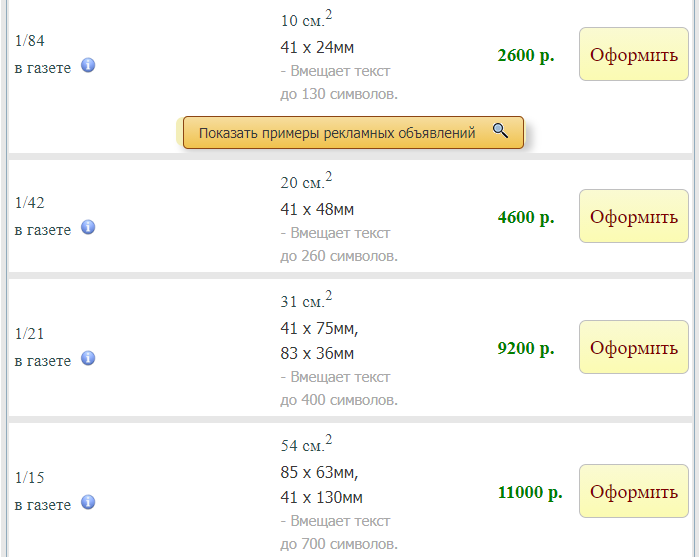 1/84
в газете
10 см.2
41 x 24мм
- Вмещает текст
до 130 символов.
2600 р.
Оформить
Показать примеры рекламных объявлений
1/42
в газете
20 см.2
41 x 48мм
- Вмещает текст
до 260 символов.
4600 р.
Оформить
1/21
в газете
31 см.2
41 x 75мм,
83 x 36мм
- Вмещает текст
до 400 символов.
9200 р.
Оформить
1/15
в газете
54 см.2
85 x 63мм,
41 x 130мм
- Вмещает текст
до 700 символов.
11000 р.
Оформить